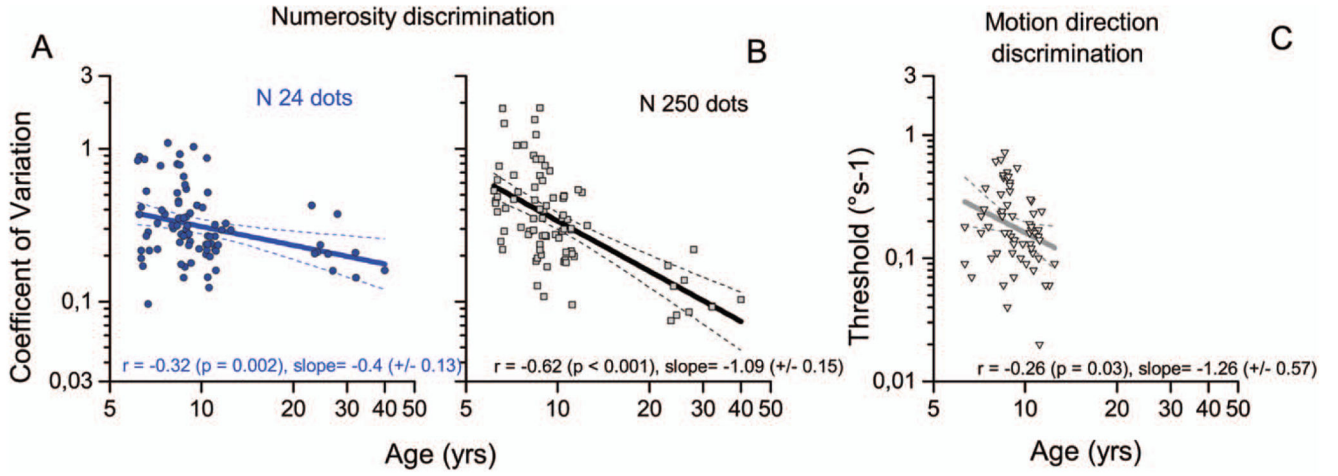 Numerosity discrimination
Motion direction
discrimination
A
B
C
N 24 dots
N 250 dots
Coefficent of Variation
3
1
0,1
0,03
r = -0.32 (p = 0.002), slope= -0.4 (+/- 0.13)
5
10
20
30
40
50
r = -0.62 (p < 0.001), slope= -1.09 (+/- 0.15)
5
10
20
30
40
50
Age (yrs)
Threshold (°s-1)
3
1
0,1
0,01
r = -0.26 (p = 0.03), slope= -1.26 (+/- 0.57)
5
10
20
30
40
50
Age (yrs)